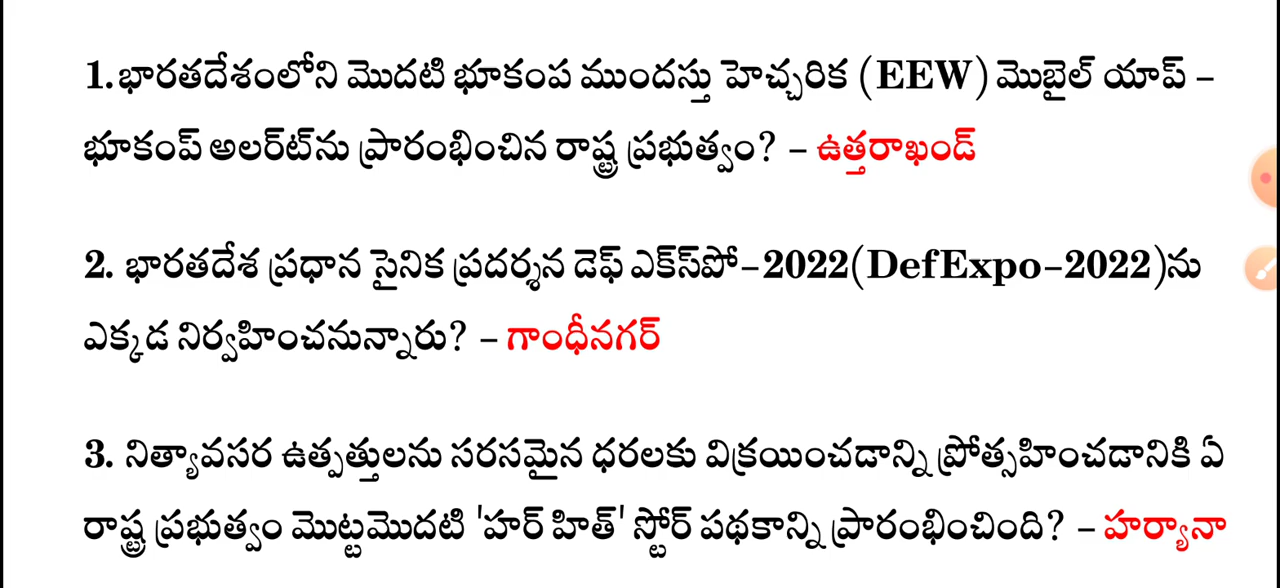 1.భారతదేశంలోని మొదటి భూకంప ముందస్తు హెచ్చరిక (EEW) మొబైల్ యాప్ –
భూకంప్ అలర్ట్‌ను ప్రారంభించిన రాష్ట్ర ప్రభుత్వం? – ఉత్తరాఖండ్
2. భారతదేశ ప్రధాన సైనిక ప్రదర్శన డెఫ్ ఎక్స్‌పో-2022(DefExpo-2022)ను
ఎక్కడ నిర్వహించనున్నారు? – గాంధీనగర్
3. నిత్యావసర ఉత్పత్తులను సరసమైన ధరలకు విక్రయించడాన్ని ప్రోత్సహించడానికి ఏ
రాష్ట్ర ప్రభుత్వం మొట్టమొదటి 'హర్ హిత్' స్టోర్ పథకాన్ని ప్రారంభించింది? – హర్యానా